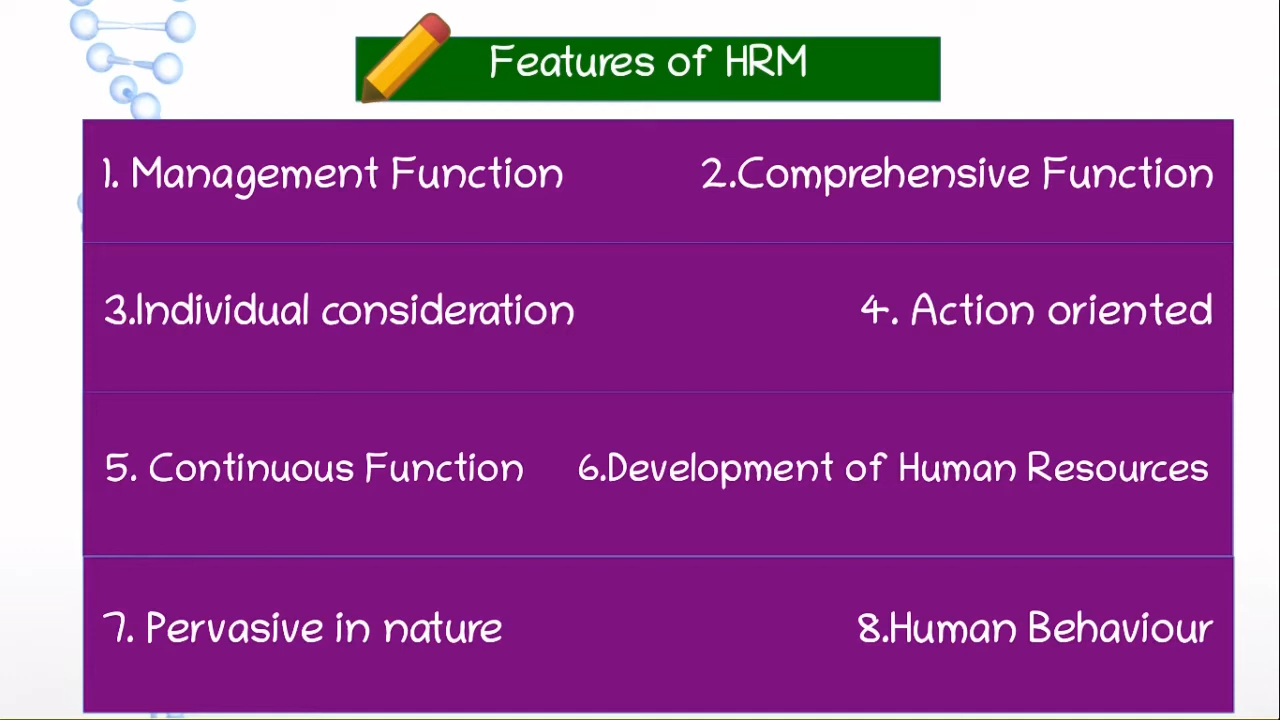 Features of HRM
1. Management Function 2.Comprehensive Function
3.Individual consideration 4. Action oriented
5. Continuous Function 6.Development of Human Resources
7. Pervasive in nature 8.Human Behaviour